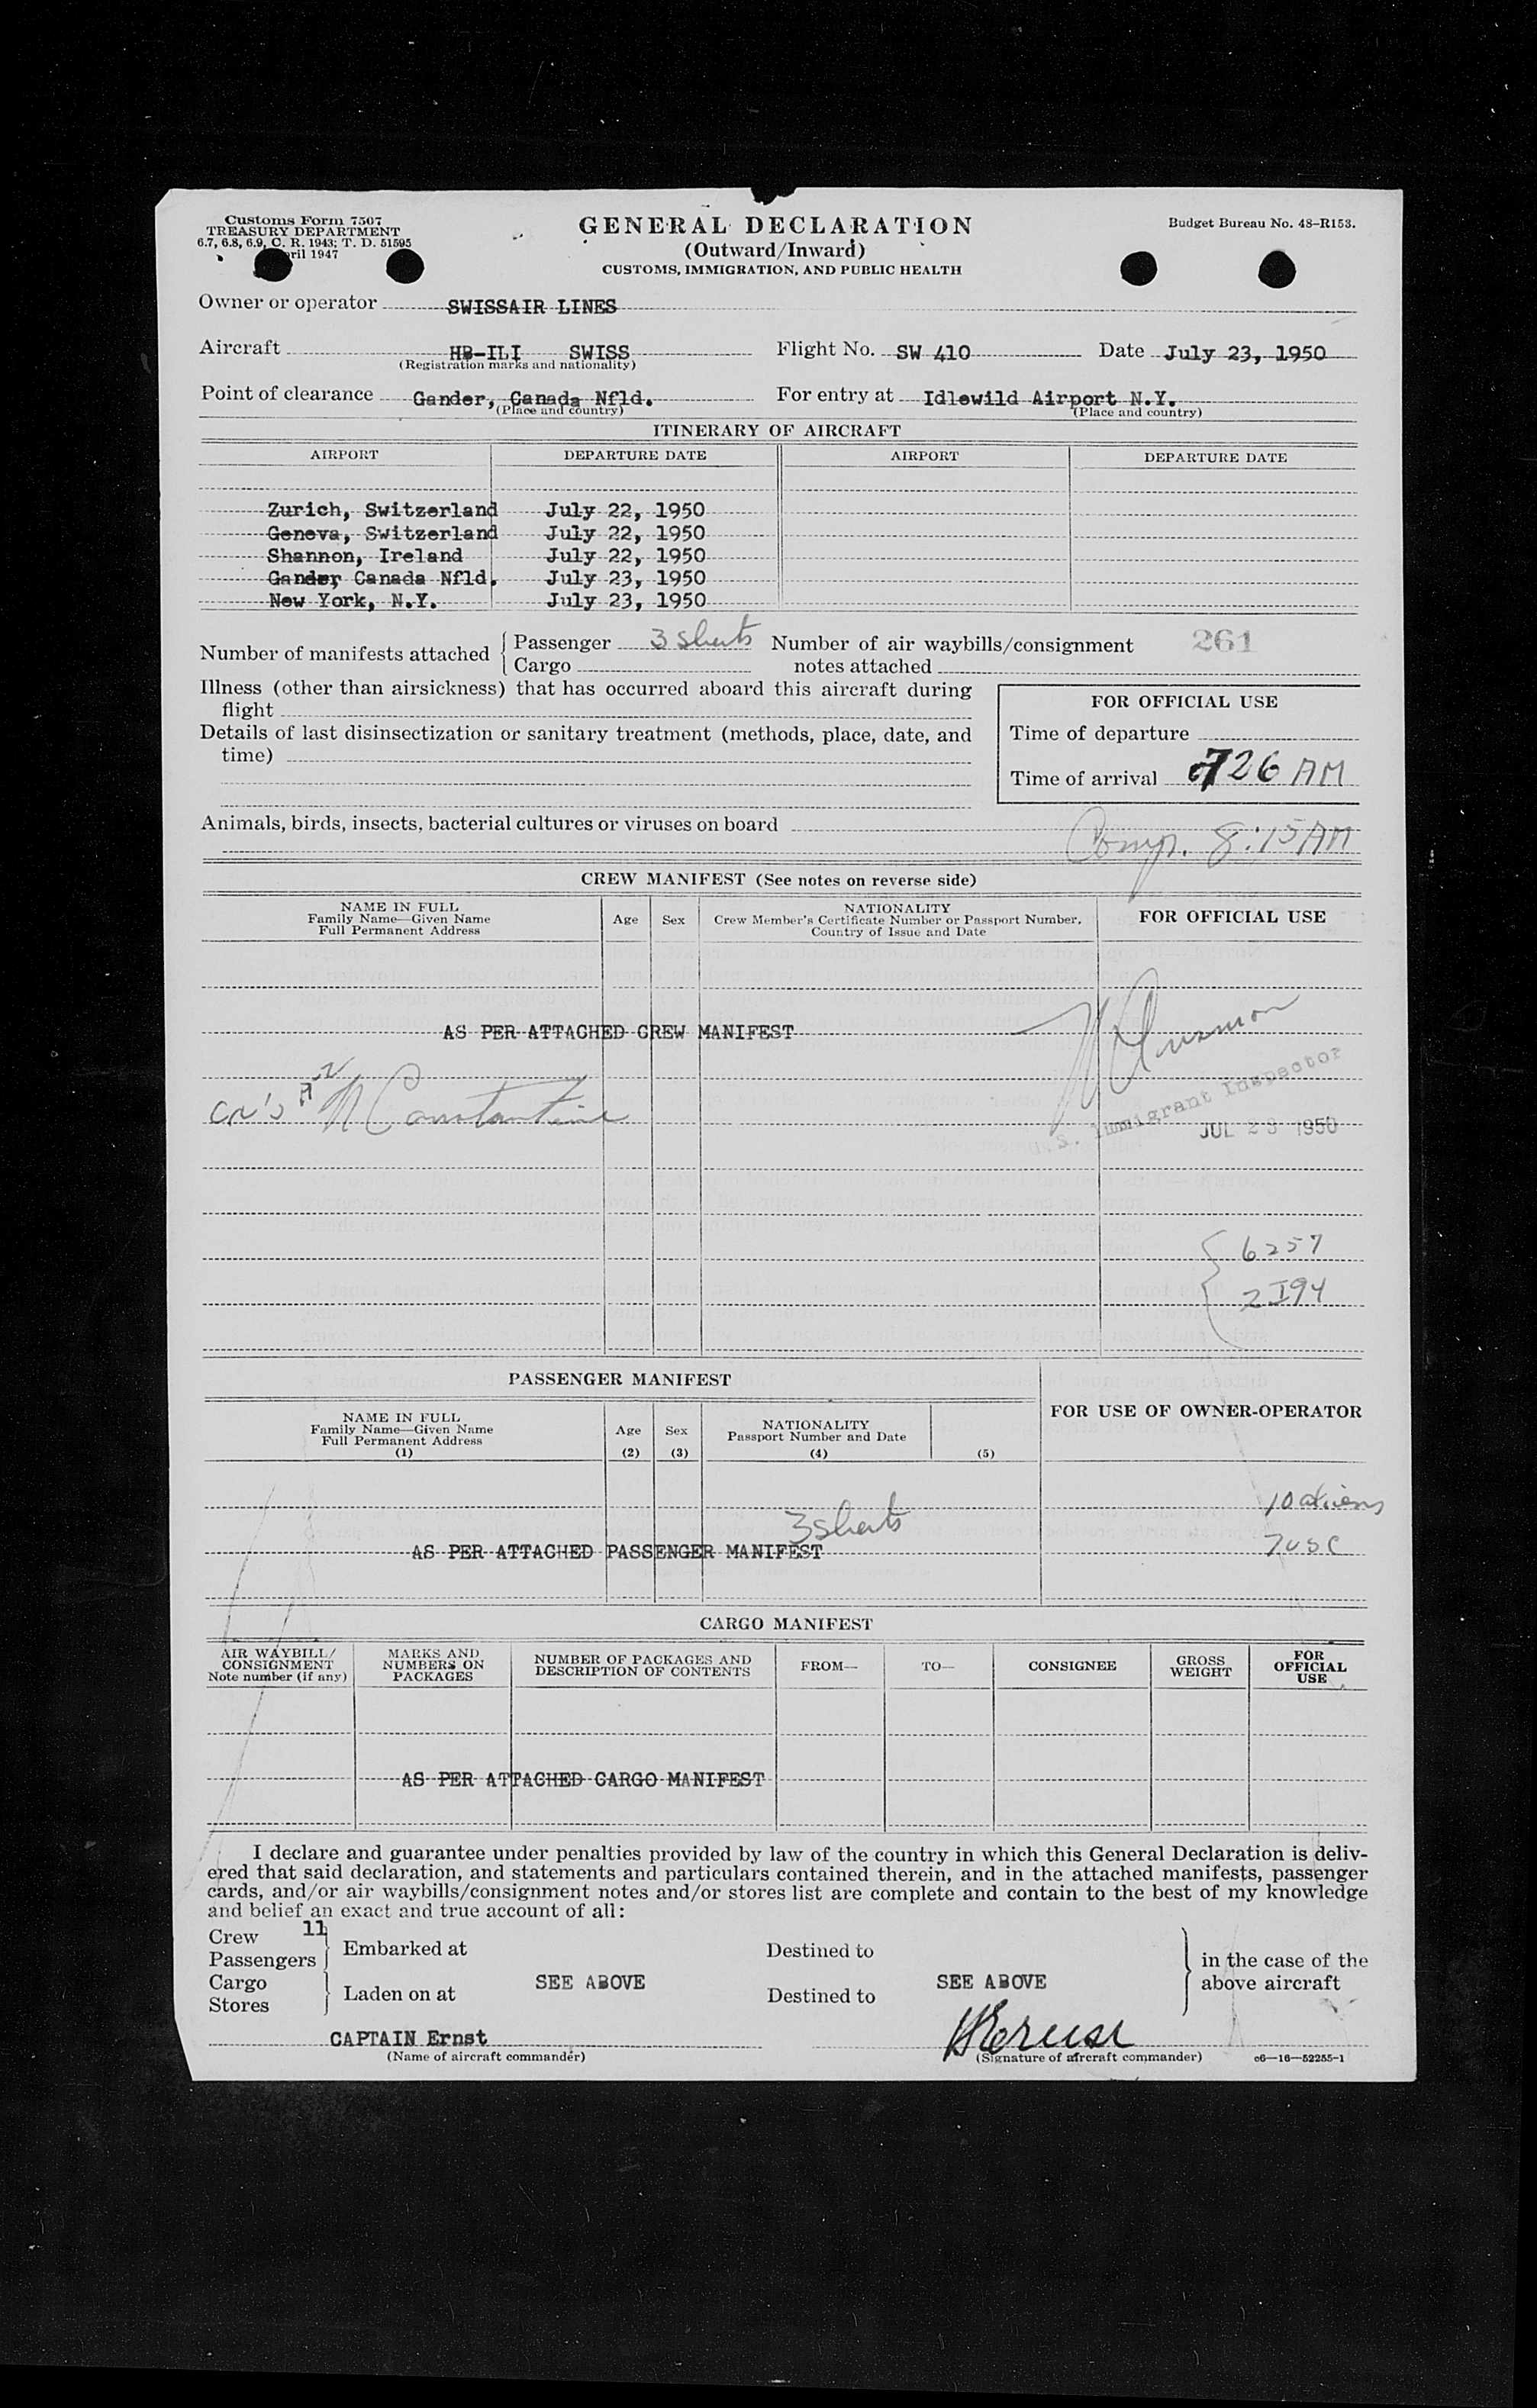 Customs Form 7507
TREASURY DEPARTMENT
6.7, 6.8, 6.9, C. R. 1943; T. D. 51595
ril 1947
GENERAL DECLARATION
(Outward/Inward)
CUSTOMS, IMMIGRATION, AND PUBLIC HEALTH
Budget Bureau No. 48–R153.
Owner or operator SWISSAIR LINES
Aircraft HB-ILI SWISS Flight No. SW 410 Date July 23, 1950
(Registration marks and nationality)
Point of clearance Gander, Canada Nfld. For entry at Idlewild Airport N.Y.
(Place and country) (Place and country)
ITINERARY OF AIRCRAFT
AIRPORT DEPARTURE DATE AIRPORT DEPARTURE DATE
Zurich, Switzerland July 22, 1950
Geneva, Switzerland July 22, 1950
Shannon, Ireland July 22, 1950
Gander Canada Nfld. July 23, 1950
New York, N.Y. July 23, 1950
Number of manifests attached { Passenger 3 sheets Number of air waybills/consignment 261
Cargo notes attached
Illness (other than airsickness) that has occurred aboard this aircraft during
flight
Details of last disinsectization or sanitary treatment (methods, place, date, and
time)
FOR OFFICIAL USE
Time of departure
Time of arrival 726 AM
Animals, birds, insects, bacterial cultures or viruses on board
Comp. 8:15 AM
CREW MANIFEST (See notes on reverse side)
NAME IN FULL
Family Name—Given Name
Full Permanent Address
Age
Sex
NATIONALITY
Crew Member's Certificate Number or Passport Number,
Country of Issue and Date
FOR OFFICIAL USE
AS PER ATTACHED CREW MANIFEST
Constantine
U.S. Immigrant Inspector
JUL 23 1950
6257
2 I94
PASSENGER MANIFEST
FOR USE OF OWNER-OPERATOR
NAME IN FULL
Family Name—Given Name
Full Permanent Address
(1)
Age
(2)
Sex
(3)
NATIONALITY
Passport Number and Date
(4)
(5)
10 aliens
3 sheets
AS PER ATTACHED PASSENGER MANIFEST
7 USC
CARGO MANIFEST
AIR WAYBILL/
CONSIGNMENT
Note number (if any)
MARKS AND
NUMBERS ON
PACKAGES
NUMBER OF PACKAGES AND
DESCRIPTION OF CONTENTS
FROM—
TO—
CONSIGNEE
GROSS
WEIGHT
FOR
OFFICIAL
USE
AS PER ATTACHED CARGO MANIFEST
I declare and guarantee under penalties provided by law of the country in which this General Declaration is deliv-
ered that said declaration, and statements and particulars contained therein, and in the attached manifests, passenger
cards, and/or air waybills/consignment notes and/or stores list are complete and contain to the best of my knowledge
and belief an exact and true account of all:
Crew 11
Passengers
Embarked at
Destined to
Cargo
Stores
Laden on at
SEE ABOVE
Destined to
SEE ABOVE
in the case of the
above aircraft
CAPTAIN Ernst
(Name of aircraft commander)
(Signature of aircraft commander)
c6—16—52255-1